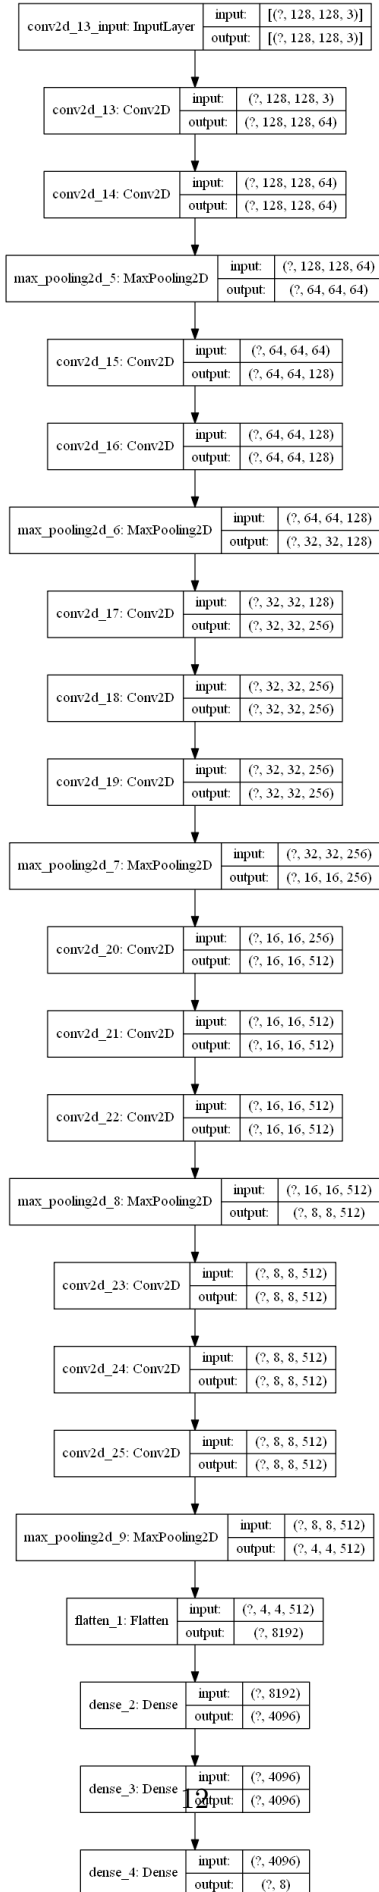 conv2d_13_input: InputLayer input: [(?, 128, 128, 3)]
output: [(?, 128, 128, 3)]
conv2d_13: Conv2D input: (?, 128, 128, 3)
output: (?, 128, 128, 64)
conv2d_14: Conv2D input: (?, 128, 128, 64)
output: (?, 128, 128, 64)
max_pooling2d_5: MaxPooling2D input: (?, 128, 128, 64)
output: (?, 64, 64, 64)
conv2d_15: Conv2D input: (?, 64, 64, 64)
output: (?, 64, 64, 128)
conv2d_16: Conv2D input: (?, 64, 64, 128)
output: (?, 64, 64, 128)
max_pooling2d_6: MaxPooling2D input: (?, 64, 64, 128)
output: (?, 32, 32, 128)
conv2d_17: Conv2D input: (?, 32, 32, 128)
output: (?, 32, 32, 256)
conv2d_18: Conv2D input: (?, 32, 32, 256)
output: (?, 32, 32, 256)
conv2d_19: Conv2D input: (?, 32, 32, 256)
output: (?, 32, 32, 256)
max_pooling2d_7: MaxPooling2D input: (?, 32, 32, 256)
output: (?, 16, 16, 256)
conv2d_20: Conv2D input: (?, 16, 16, 256)
output: (?, 16, 16, 512)
conv2d_21: Conv2D input: (?, 16, 16, 512)
output: (?, 16, 16, 512)
conv2d_22: Conv2D input: (?, 16, 16, 512)
output: (?, 16, 16, 512)
max_pooling2d_8: MaxPooling2D input: (?, 16, 16, 512)
output: (?, 8, 8, 512)
conv2d_23: Conv2D input: (?, 8, 8, 512)
output: (?, 8, 8, 512)
conv2d_24: Conv2D input: (?, 8, 8, 512)
output: (?, 8, 8, 512)
conv2d_25: Conv2D input: (?, 8, 8, 512)
output: (?, 8, 8, 512)
max_pooling2d_9: MaxPooling2D input: (?, 8, 8, 512)
output: (?, 4, 4, 512)
flatten_1: Flatten input: (?, 4, 4, 512)
output: (?, 8192)
dense_2: Dense input: (?, 8192)
output: (?, 4096)
dense_3: Dense input: (?, 4096)
output: (?, 4096)
12
dense_4: Dense input: (?, 4096)
output: (?, 8)